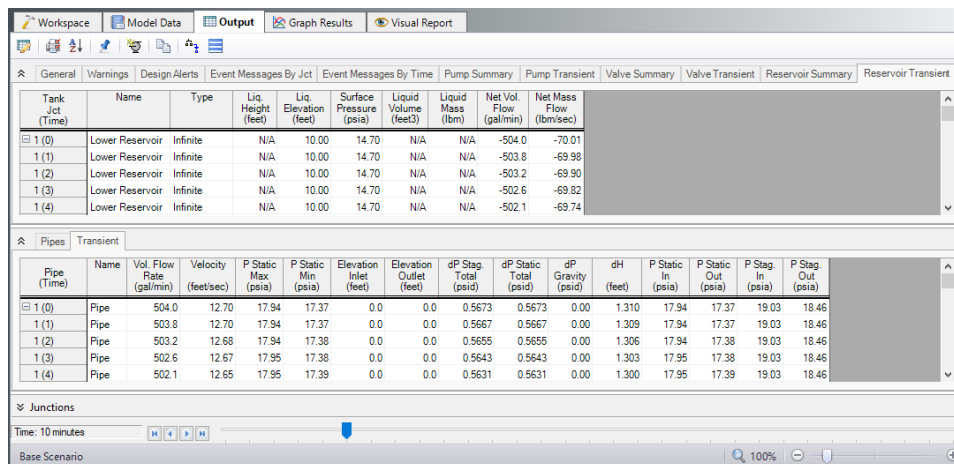 Workspace Model Data Output Graph Results Visual Report
General Warnings Design Alerts Event Messages By Jct Event Messages By Time Pump Summary Pump Transient Valve Summary Valve Transient Reservoir Summary Reservoir Transient
Tank Jct (Time) Name Type Liq. Height (feet) Liq. Elevation (feet) Surface Pressure (psia) Liquid Volume (feet3) Liquid Mass (lbm) Net Vol. Flow (gal/min) Net Mass Flow (lbm/sec)
1 (0) Lower Reservoir Infinite N/A 10.00 14.70 N/A N/A -504.0 -70.01
1 (1) Lower Reservoir Infinite N/A 10.00 14.70 N/A N/A -503.8 -69.98
1 (2) Lower Reservoir Infinite N/A 10.00 14.70 N/A N/A -503.2 -69.90
1 (3) Lower Reservoir Infinite N/A 10.00 14.70 N/A N/A -502.6 -69.82
1 (4) Lower Reservoir Infinite N/A 10.00 14.70 N/A N/A -502.1 -69.74
Pipes Transient
Pipe (Time) Name Vol. Flow Rate (gal/min) Velocity (feet/sec) P Static Max (psia) P Static Min (psia) Elevation Inlet (feet) Elevation Outlet (feet) dP Stag. Total (psid) dP Static Total (psid) dP Gravity (psid) dH (feet) P Static In (psia) P Static Out (psia) P Stag. In (psia) P Stag. Out (psia)
1 (0) Pipe 504.0 12.70 17.94 17.37 0.0 0.0 0.5673 0.5673 0.00 1.310 17.94 17.37 19.03 18.46
1 (1) Pipe 503.8 12.70 17.94 17.37 0.0 0.0 0.5667 0.5667 0.00 1.309 17.94 17.37 19.03 18.46
1 (2) Pipe 503.2 12.68 17.94 17.38 0.0 0.0 0.5655 0.5655 0.00 1.306 17.94 17.38 19.03 18.46
1 (3) Pipe 502.6 12.67 17.95 17.38 0.0 0.0 0.5643 0.5643 0.00 1.303 17.95 17.38 19.03 18.46
1 (4) Pipe 502.1 12.65 17.95 17.39 0.0 0.0 0.5631 0.5631 0.00 1.300 17.95 17.39 19.03 18.46
Junctions
Time: 10 minutes
Base Scenario 100%